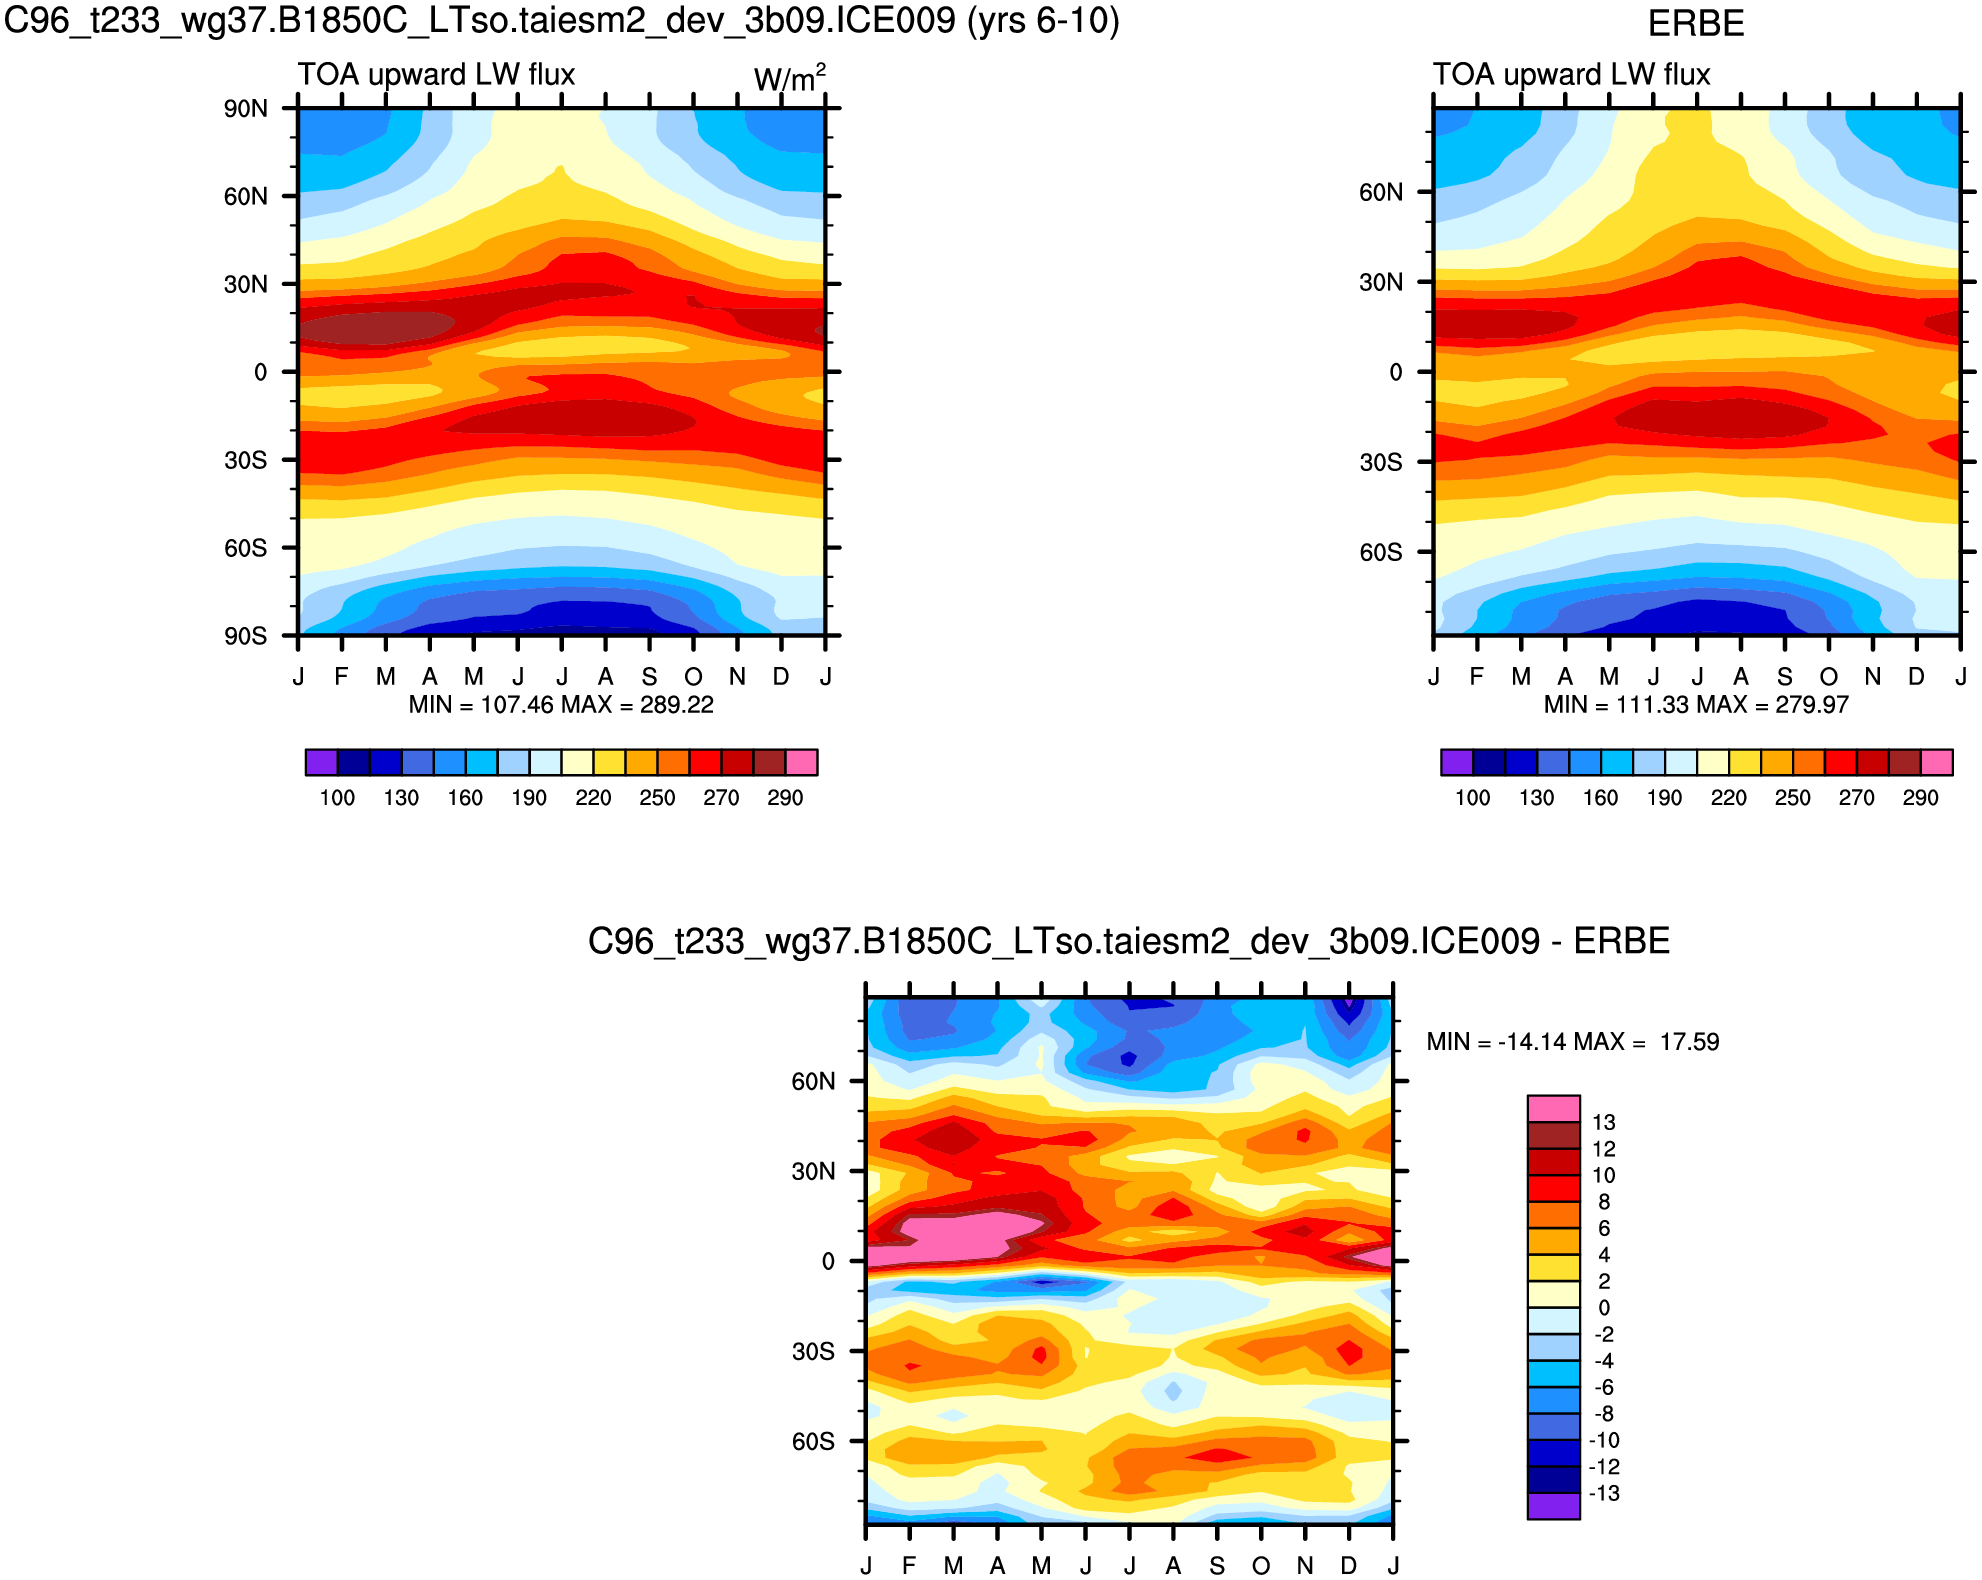 C96_t233_wg37.B1850C_LTso.taiesm2_dev_3b09.ICE009 (yrs 6-10)
TOA upward LW flux W/m2
90N
60N
30N
0
30S
60S
90S
J F M A M J J A S O N D J
MIN = 107.46 MAX = 289.22
100 130 160 190 220 250 270 290
ERBE
TOA upward LW flux
60N
30N
0
30S
60S
J F M A M J J A S O N D J
MIN = 111.33 MAX = 279.97
100 130 160 190 220 250 270 290
C96_t233_wg37.B1850C_LTso.taiesm2_dev_3b09.ICE009 - ERBE
60N
30N
0
30S
60S
J F M A M J J A S O N D J
MIN = -14.14 MAX = 17.59
13
12
10
8
6
4
2
0
-2
-4
-6
-8
-10
-12
-13